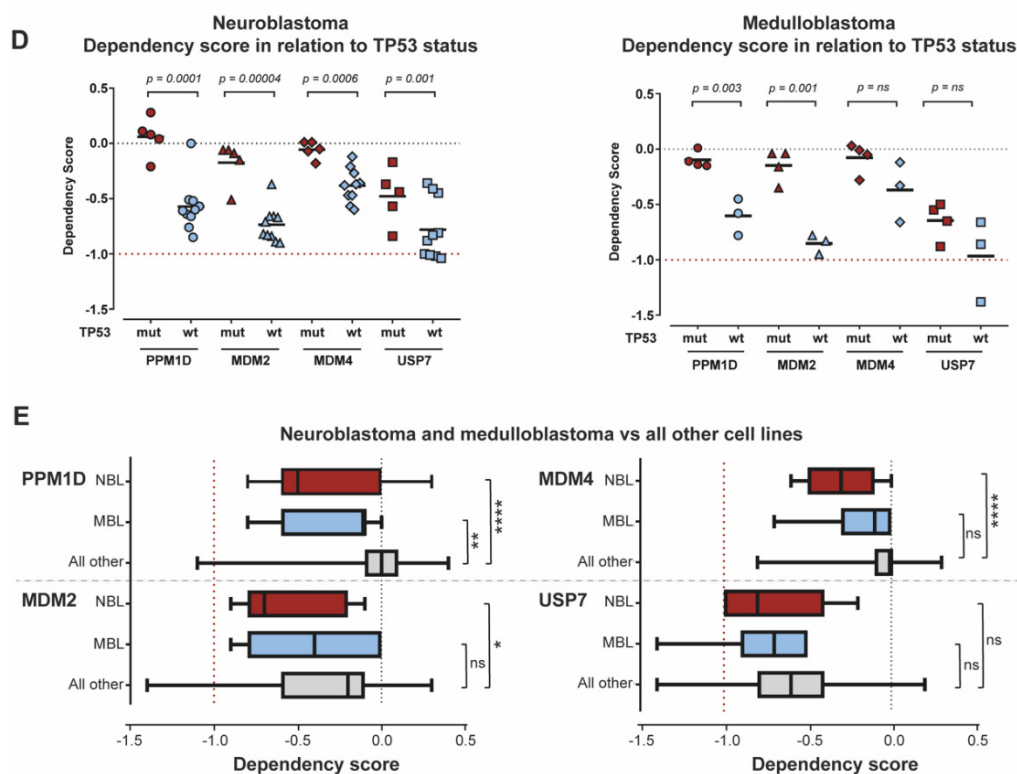 D
Neuroblastoma
Dependency score in relation to TP53 status
p = 0.0001 p = 0.00004 p = 0.0006 p = 0.001
Dependency Score
0.5
0.0
-0.5
-1.0
-1.5
TP53 mut wt mut wt mut wt mut wt
PPM1D MDM2 MDM4 USP7
Medulloblastoma
Dependency score in relation to TP53 status
p = 0.003 p = 0.001 p = ns p = ns
Dependency Score
0.5
0.0
-0.5
-1.0
-1.5
TP53 mut wt mut wt mut wt mut wt
PPM1D MDM2 MDM4 USP7
E
Neuroblastoma and medulloblastoma vs all other cell lines
PPM1D NBL
MBL
All other
** ****
MDM2 NBL
MBL
All other
ns *
-1.5 -1.0 -0.5 0.0 0.5
Dependency score
MDM4 NBL
MBL
All other
ns ****
USP7 NBL
MBL
All other
ns ns
-1.5 -1.0 -0.5 0.0 0.5
Dependency score